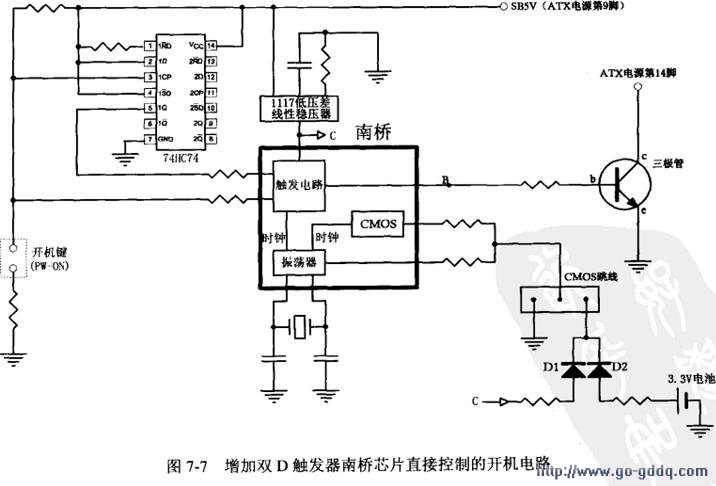 SB5V（ATX电源第9脚）
1 1RD VCC 14
2 1D 2RD 13
3 1CP 2D 12
4 1SD 2CP 11
5 1Q 2SD 10
6 1Q 2Q 9
7 GND 2Q 8
74HC74
1117低压差
线性稳压器
C
南桥
ATX电源第14脚
c
三极管
b
e
触发电路
B
时钟
时钟
CMOS
振荡器
开机键
(PW-ON)
CMOS跳线
D1
D2
3.3V电池
C
图 7-7 增加双 D 触发器南桥芯片直接控制的开机电路
http://www.go-gddq.com